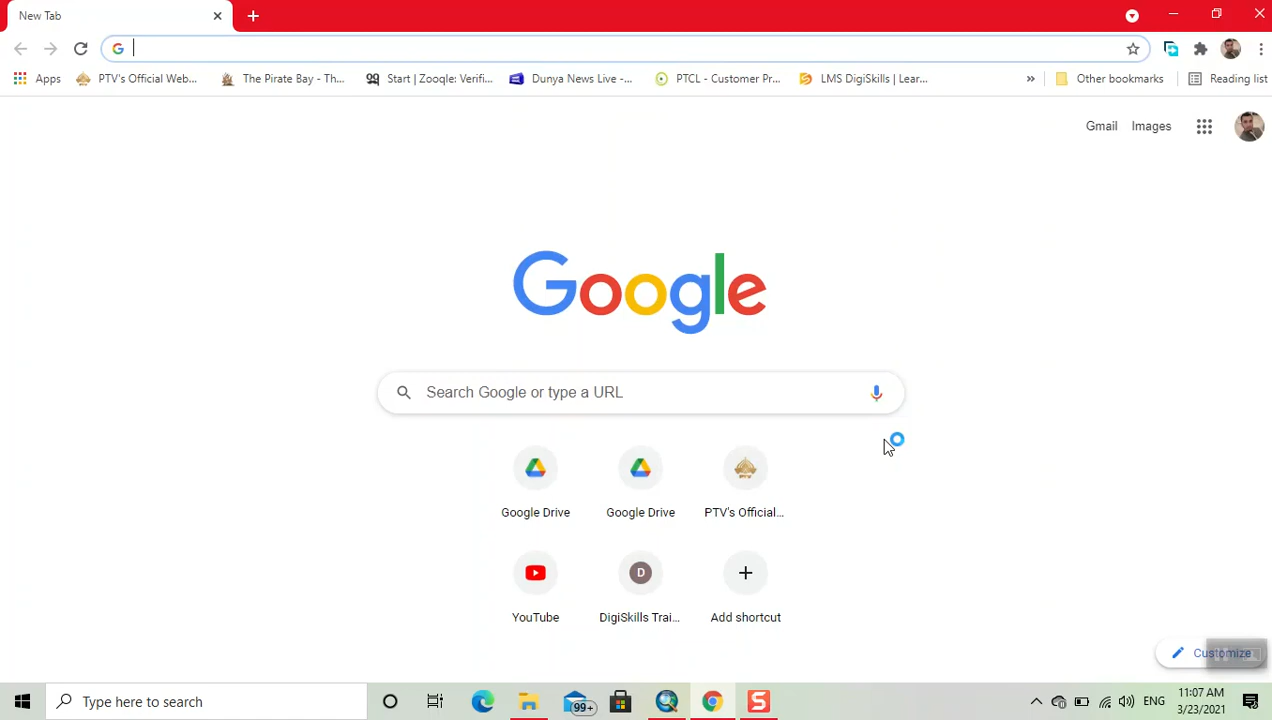 New Tab
Apps PTV's Official Web... The Pirate Bay - Th... Start | Zooqle: Verifi... Dunya News Live -... PTCL - Customer Pr... LMS DigiSkills | Lear... » Other bookmarks Reading list
Gmail Images
Google
Search Google or type a URL
Google Drive Google Drive PTV's Official...
D
YouTube DigiSkills Trai... Add shortcut
Customize
Type here to search 99+ S ENG 11:07 AM
3/23/2021